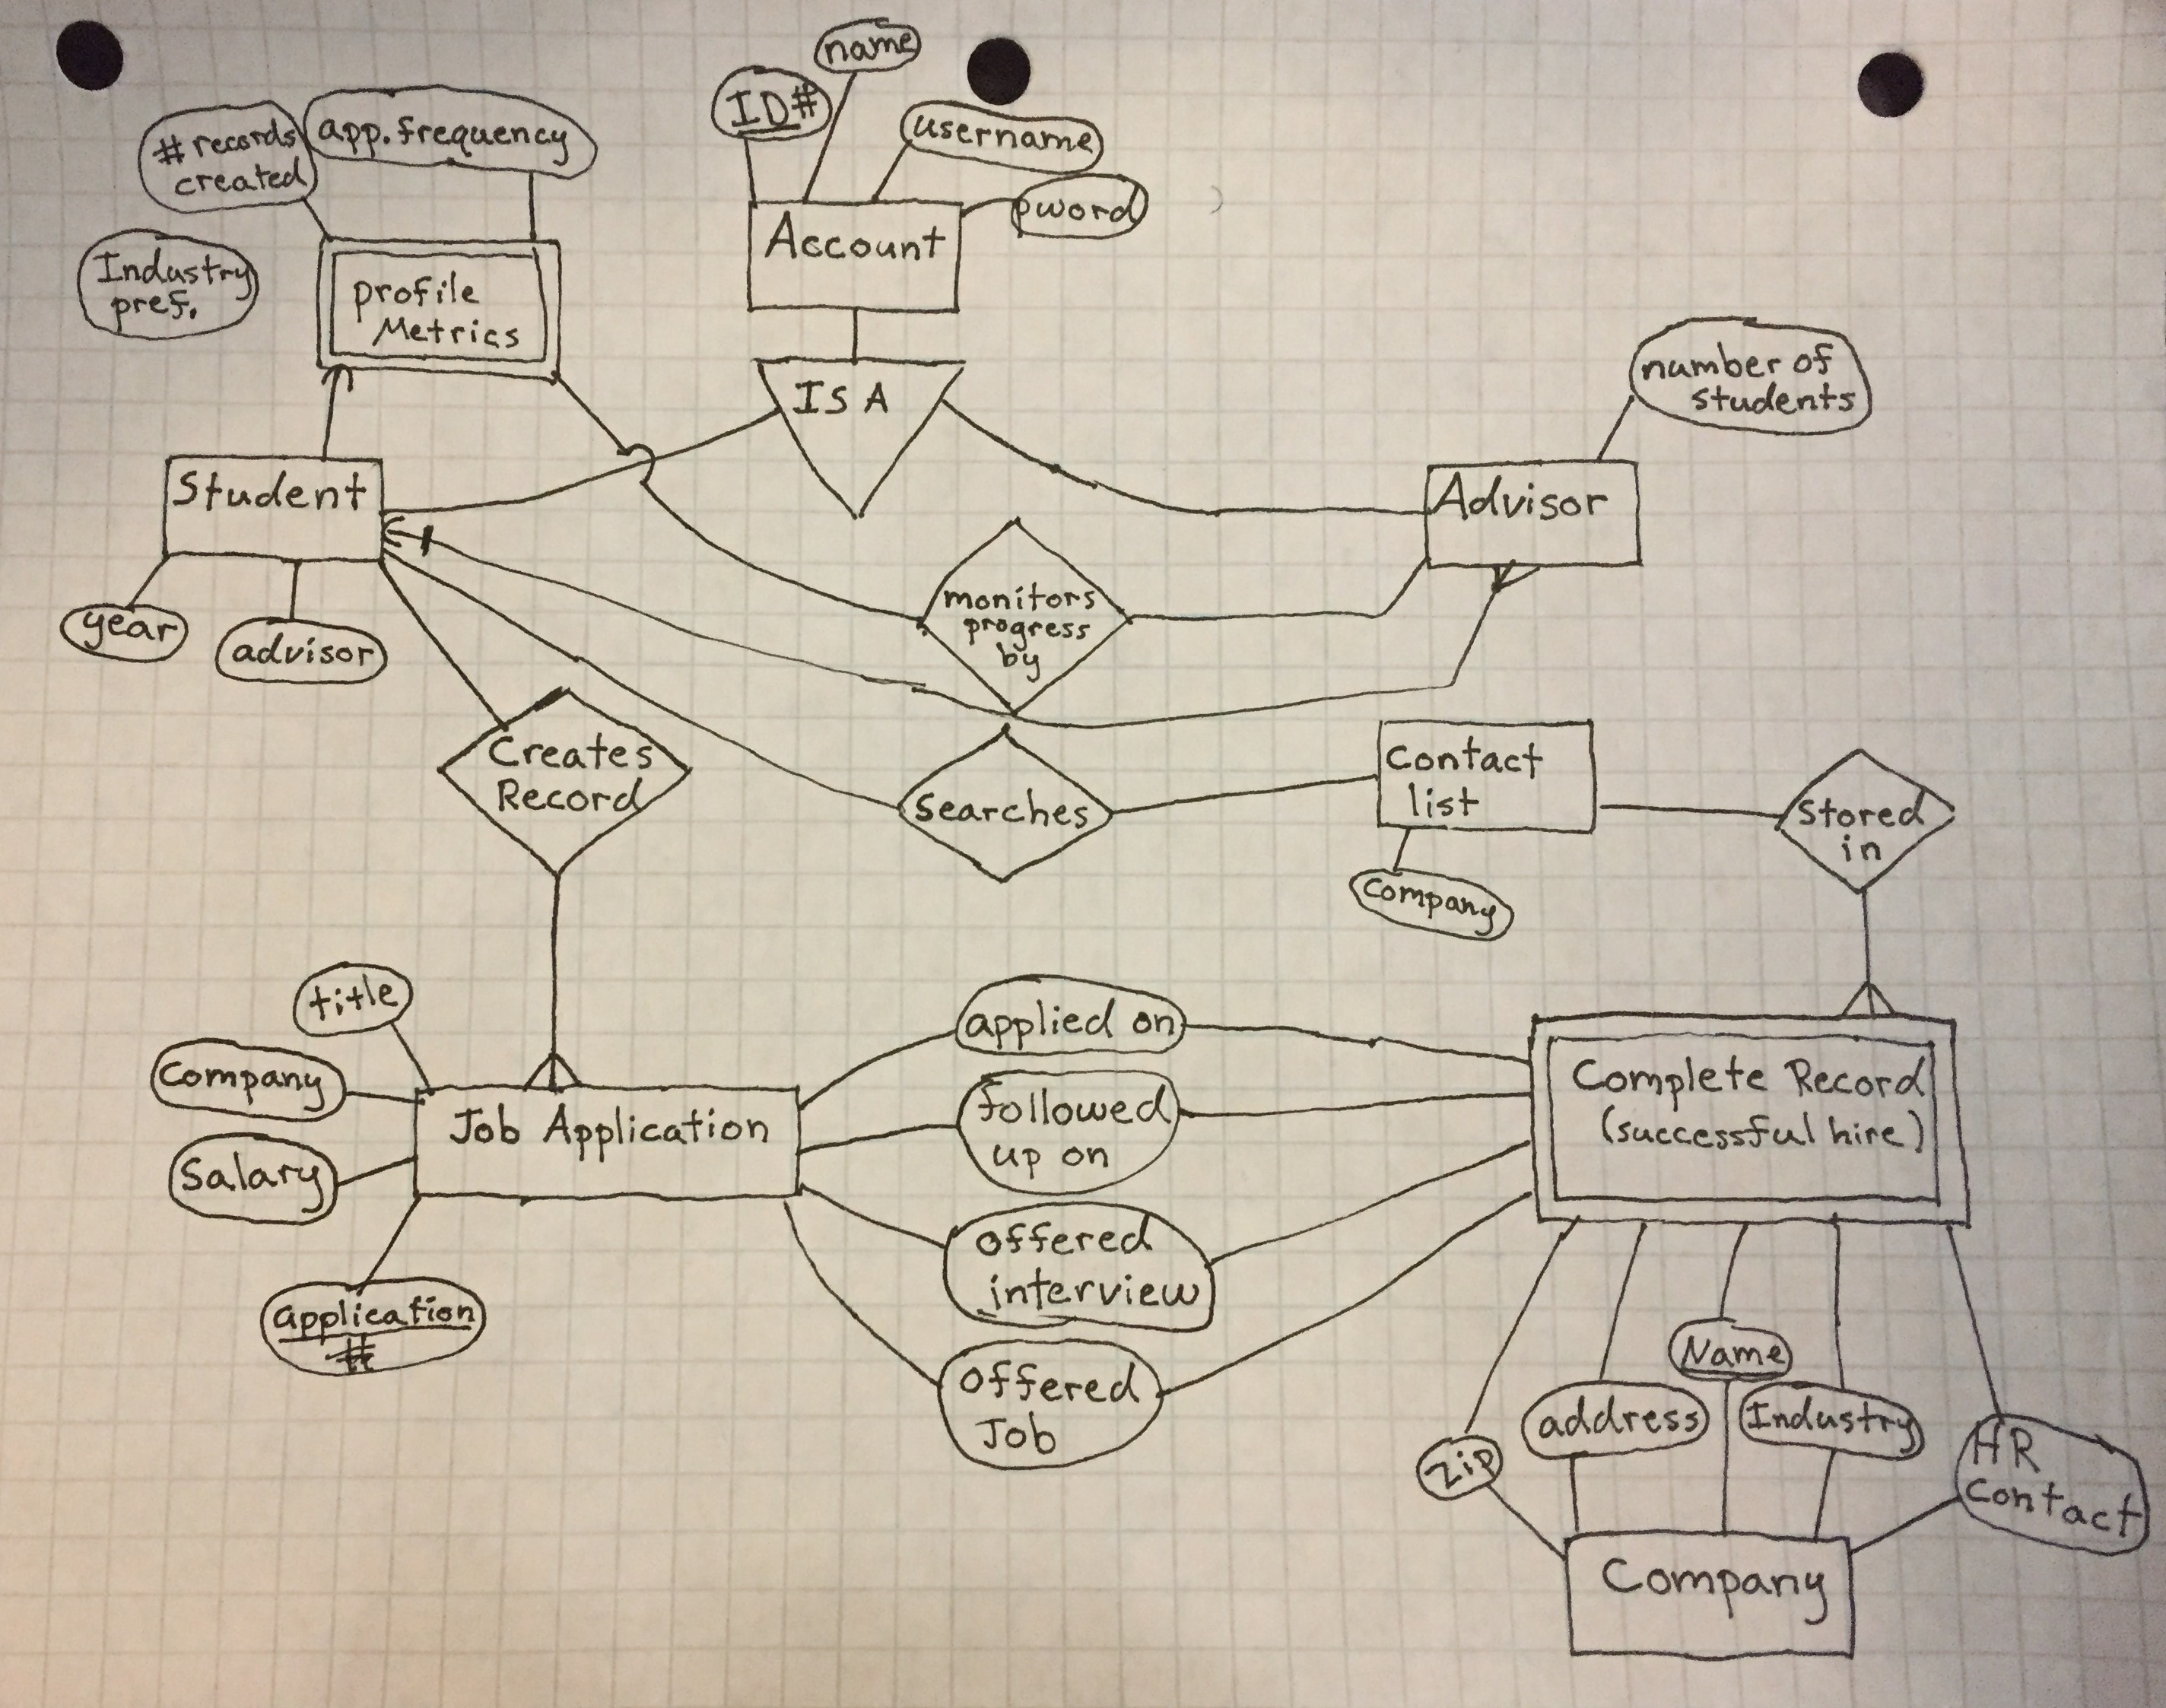 name
ID#
username
pword
# records
created
app. frequency
Account
Industry
pref.
profile
Metrics
IS A
number of
students
Student
Advisor
year
advisor
monitors
progress
by
Creates
Record
Searches
Contact
list
Stored
in
Company
title
Company
Salary
application
#
Job Application
applied on
followed
up on
offered
interview
offered
Job
Complete Record
(successful hire)
Name
address
Industry
zip
HR
Contact
Company